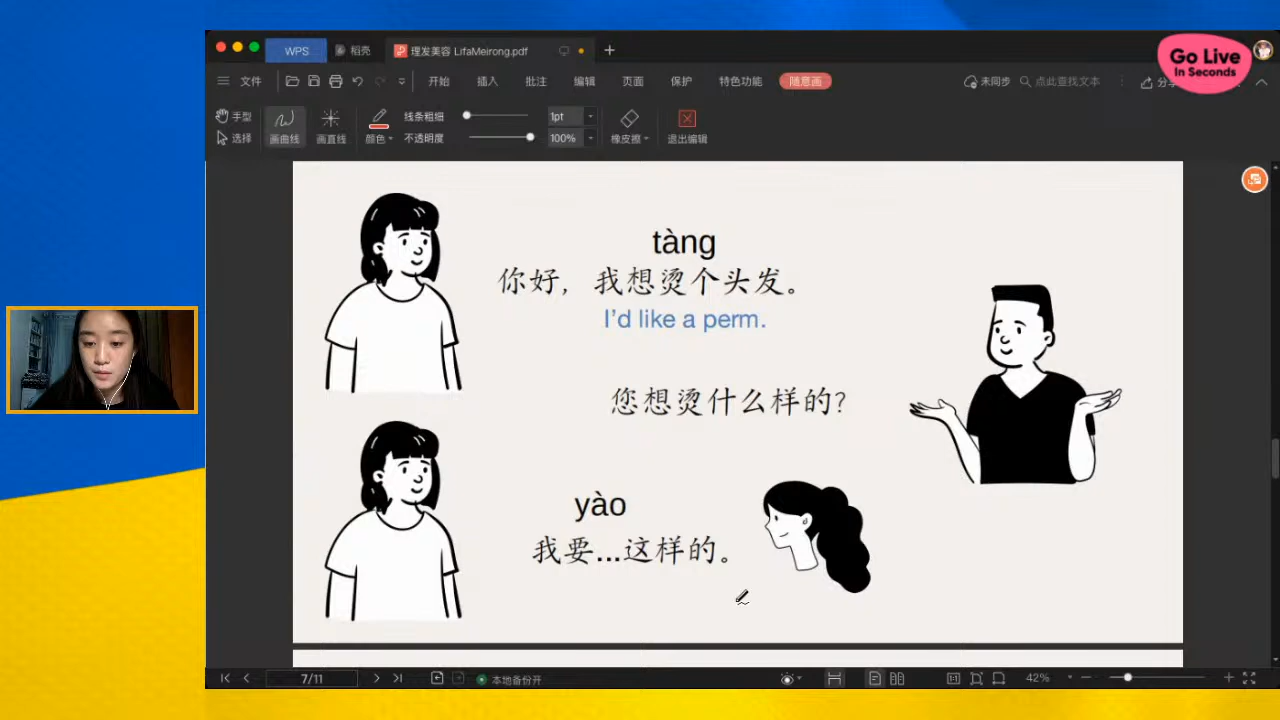 WPS
稻壳
理发美容 LifaMeirong.pdf
Go Live
In Seconds
文件
开始
插入
批注
编辑
页面
保护
特色功能
随意画
未同步
点此查找文本
手型
选择
画曲线
画直线
颜色
线条粗细
1pt
不透明度
100%
橡皮擦
退出编辑
tàng
你好，我想烫个头发。
I'd like a perm.
您想烫什么样的?
yào
我要...这样的。
7/11
本地备份开
42%